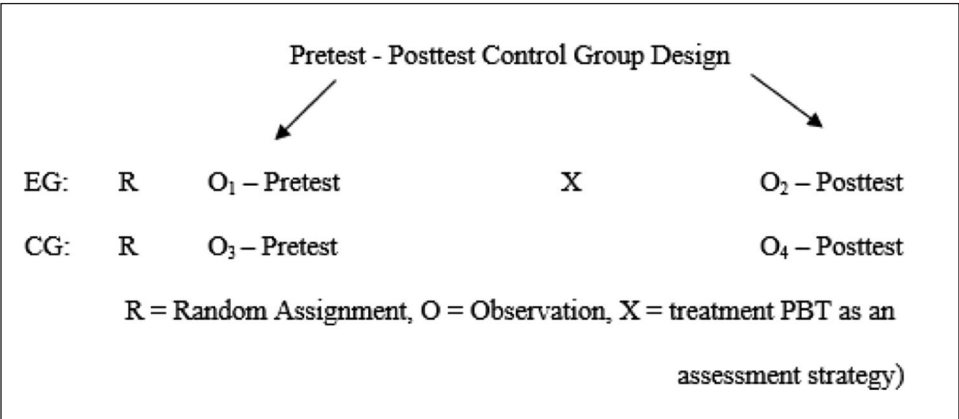 Pretest - Posttest Control Group Design
EG: R O₁ – Pretest X O₂ – Posttest
CG: R O₃ – Pretest O₄ – Posttest
R = Random Assignment, O = Observation, X = treatment PBT as an
assessment strategy)